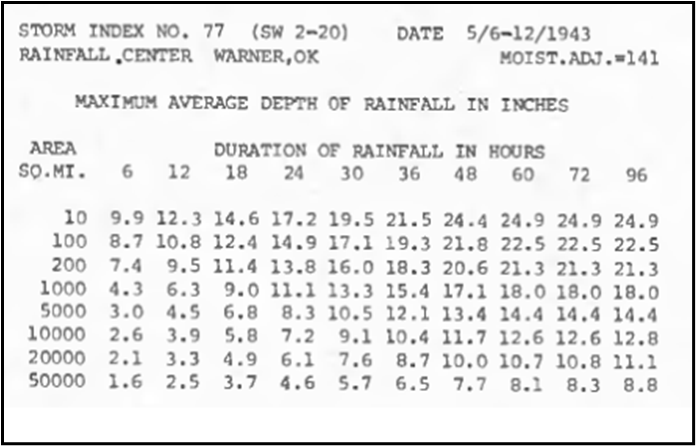 STORM INDEX NO. 77 (SW 2-20) DATE 5/6-12/1943
RAINFALL.CENTER WARNER,OK MOIST.ADJ.=141
MAXIMUM AVERAGE DEPTH OF RAINFALL IN INCHES
AREA DURATION OF RAINFALL IN HOURS
SQ.MI. 6 12 18 24 30 36 48 60 72 96
10 9.9 12.3 14.6 17.2 19.5 21.5 24.4 24.9 24.9 24.9
100 8.7 10.8 12.4 14.9 17.1 19.3 21.8 22.5 22.5 22.5
200 7.4 9.5 11.4 13.8 16.0 18.3 20.6 21.3 21.3 21.3
1000 4.3 6.3 9.0 11.1 13.3 15.4 17.1 18.0 18.0 18.0
5000 3.0 4.5 6.8 8.3 10.5 12.1 13.4 14.4 14.4 14.4
10000 2.6 3.9 5.8 7.2 9.1 10.4 11.7 12.6 12.6 12.8
20000 2.1 3.3 4.9 6.1 7.6 8.7 10.0 10.7 10.8 11.1
50000 1.6 2.5 3.7 4.6 5.7 6.5 7.7 8.1 8.3 8.8